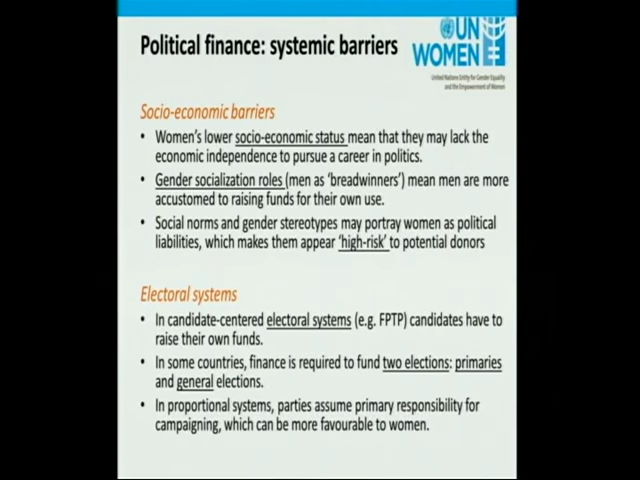 Political finance: systemic barriers
UN
WOMEN
United Nations Entity for Gender Equality
and the Empowerment of Women
Socio-economic barriers
• Women's lower socio-economic status mean that they may lack the
economic independence to pursue a career in politics.
• Gender socialization roles (men as 'breadwinners') mean men are more
accustomed to raising funds for their own use.
• Social norms and gender stereotypes may portray women as political
liabilities, which makes them appear 'high-risk' to potential donors
Electoral systems
• In candidate-centered electoral systems (e.g. FPTP) candidates have to
raise their own funds.
• In some countries, finance is required to fund two elections: primaries
and general elections.
• In proportional systems, parties assume primary responsibility for
campaigning, which can be more favourable to women.